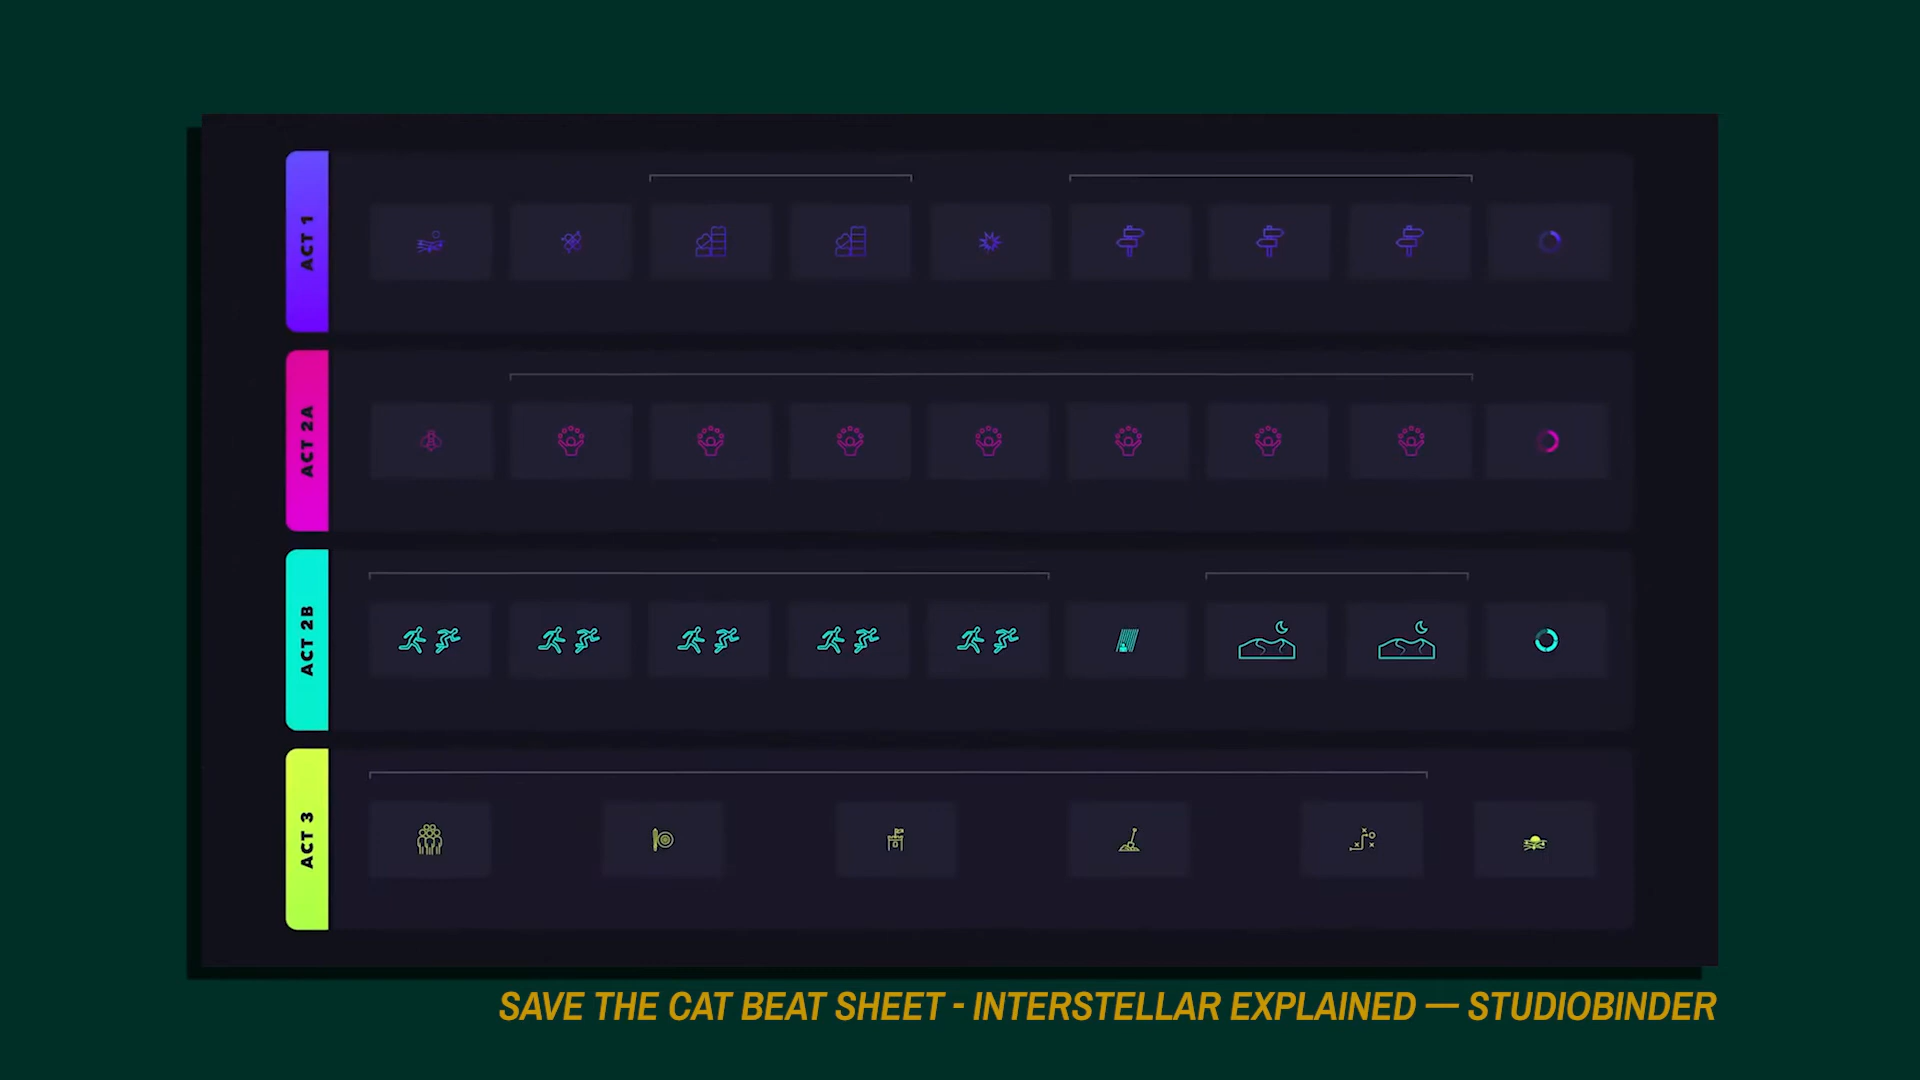 ACT 1
ACT 2A
ACT 2B
ACT 3
SAVE THE CAT BEAT SHEET - INTERSTELLAR EXPLAINED — STUDIOBINDER